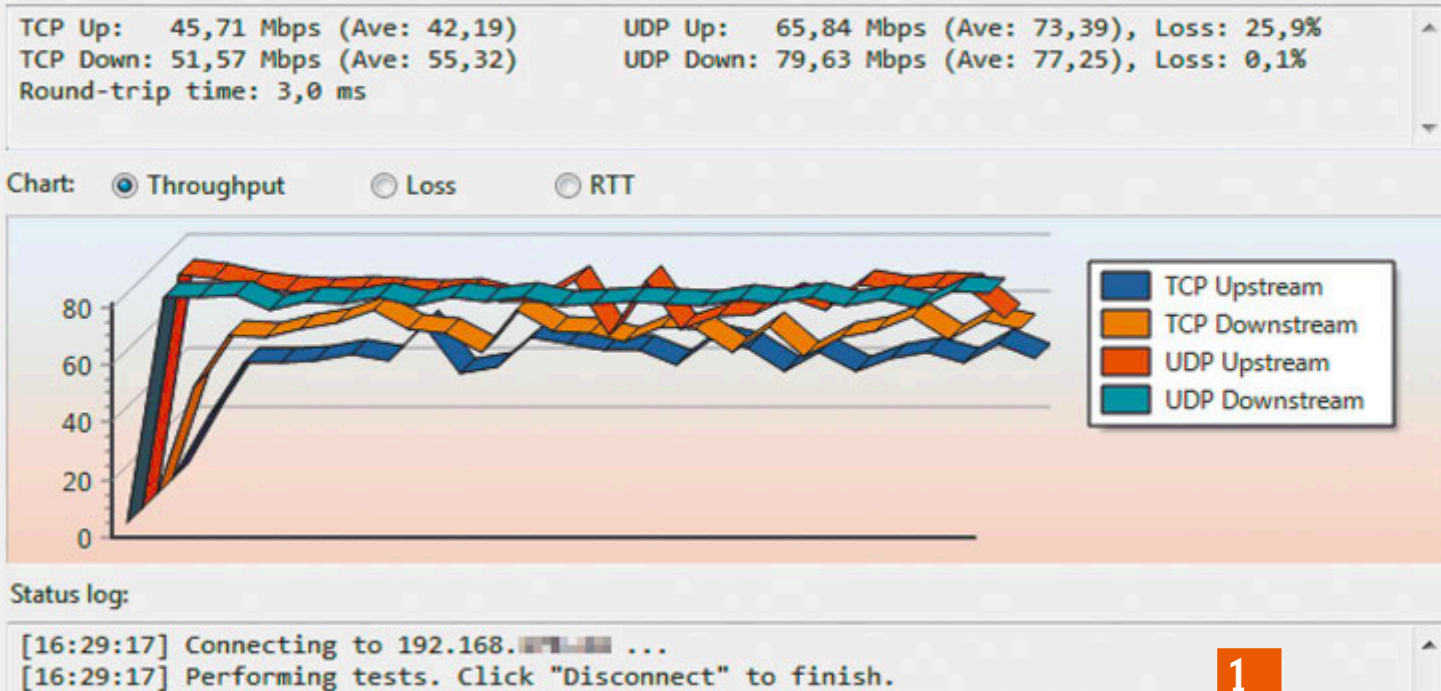 TCP Up: 45,71 Mbps (Ave: 42,19) UDP Up: 65,84 Mbps (Ave: 73,39), Loss: 25,9%
TCP Down: 51,57 Mbps (Ave: 55,32) UDP Down: 79,63 Mbps (Ave: 77,25), Loss: 0,1%
Round-trip time: 3,0 ms
Chart: Throughput Loss RTT
80
60
40
20
0
TCP Upstream
TCP Downstream
UDP Upstream
UDP Downstream
Status log:
[16:29:17] Connecting to 192.168. ...
[16:29:17] Performing tests. Click "Disconnect" to finish.
1